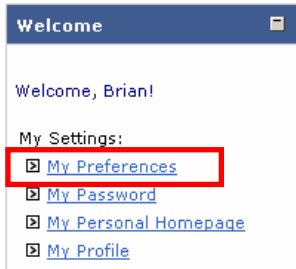 Welcome
Welcome, Brian!
My Settings:
My Preferences
My Password
My Personal Homepage
My Profile